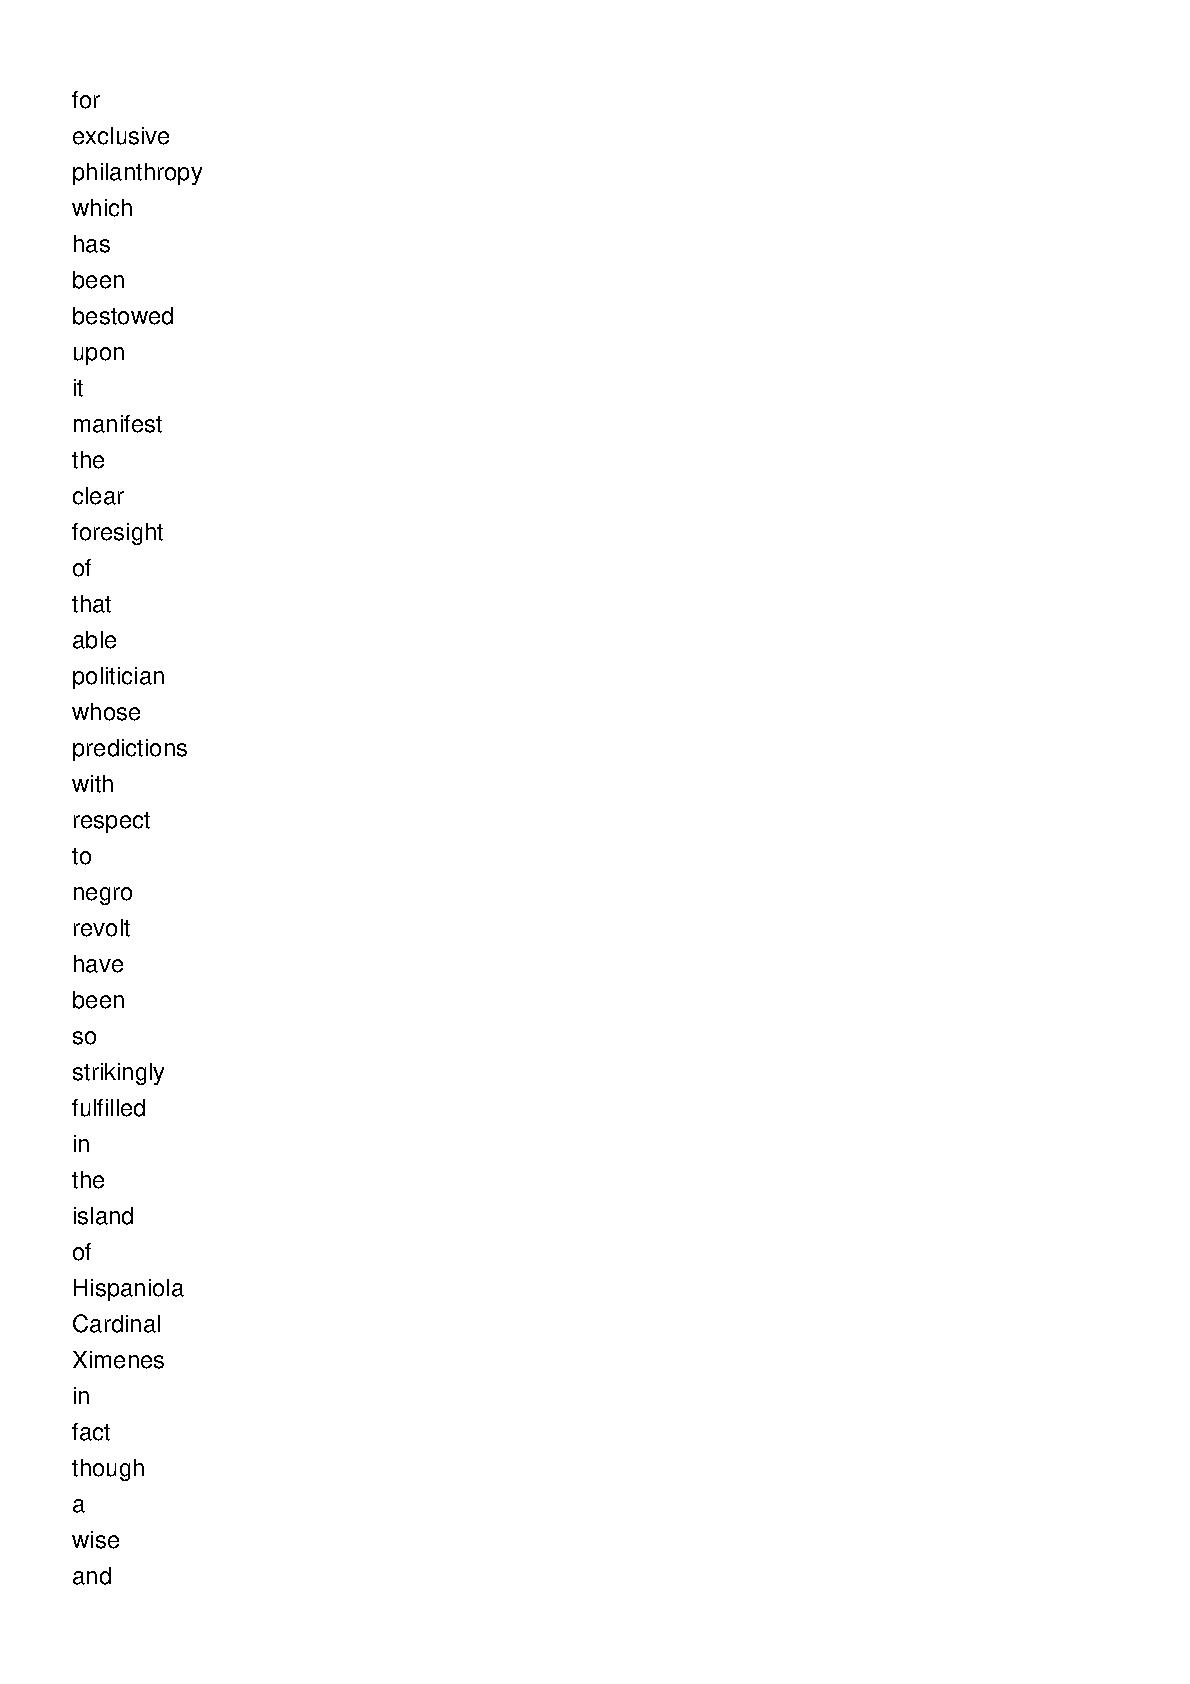 for
exclusive
philanthropy
which
has
been
bestowed
upon
it
manifest
the
clear
foresight
of
that
able
politician
whose
predictions
with
respect
to
negro
revolt
have
been
so
strikingly
fulfilled
in
the
island
of
Hispaniola
Cardinal
Ximenes
in
fact
though
a
wise
and